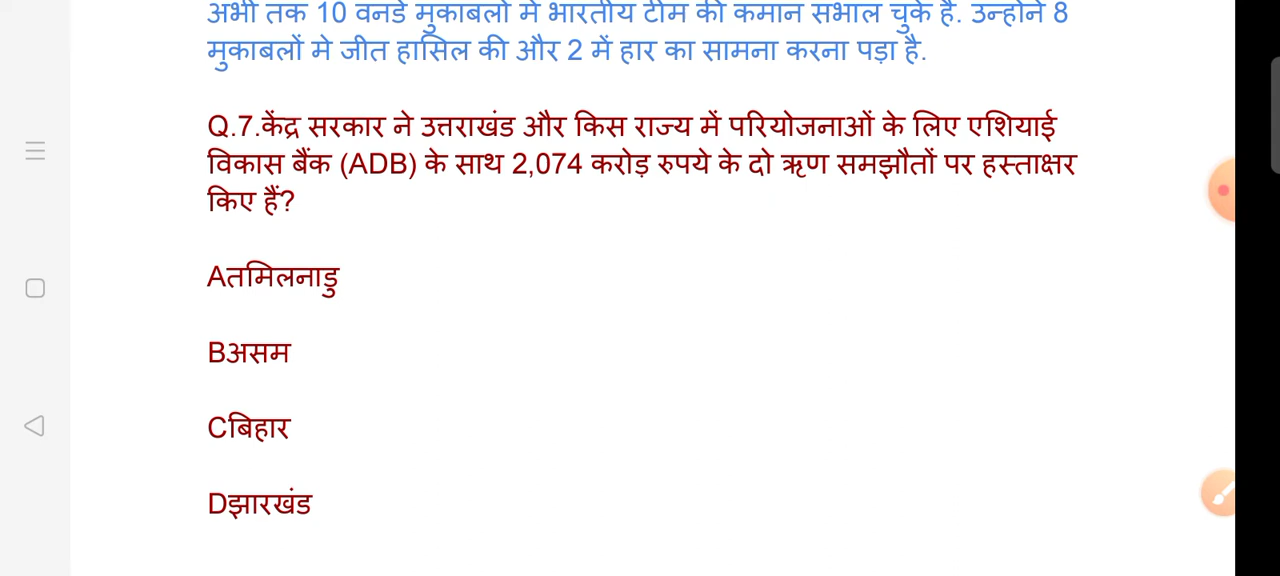 अभी तक 10 वनडे मुकाबलों में भारतीय टीम की कमान संभाल चुके हैं. उन्होंने 8
मुकाबलों मे जीत हासिल की और 2 में हार का सामना करना पड़ा है.
Q.7.केंद्र सरकार ने उत्तराखंड और किस राज्य में परियोजनाओं के लिए एशियाई
विकास बैंक (ADB) के साथ 2,074 करोड़ रुपये के दो ऋण समझौतों पर हस्ताक्षर
किए हैं?
Aतमिलनाडु
Bअसम
Cबिहार
Dझारखंड